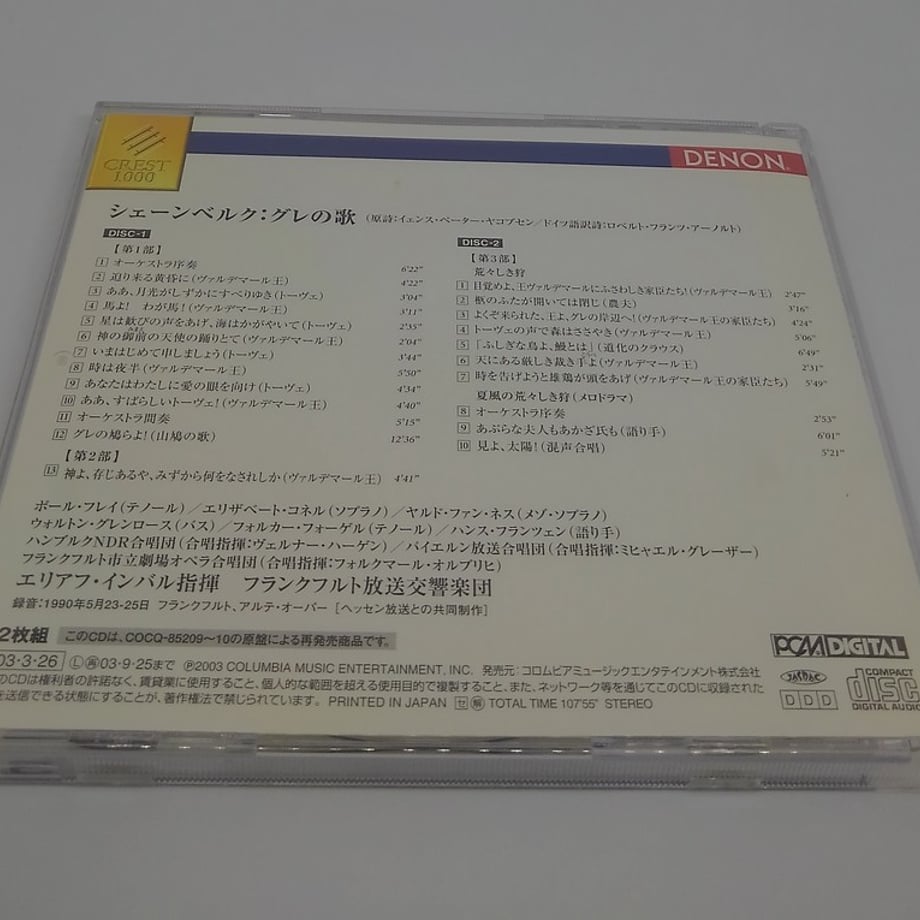 CREST
1000
DENON
シェーンベルク:グレの歌 (原詩:イェンス・ペーター・ヤコブセン/ドイツ語訳詩:ロベルト・フランツ・アーノルト)
DISC-1
【第1部】
1 オーケストラ序奏 6'22"
2 迫り来る黄昏に(ヴァルデマール王) 4'22"
3 ああ、月光がしずかにすべりゆき(トーヴェ) 3'04"
4 馬よ! わが馬!(ヴァルデマール王) 3'11"
5 星は歓びの声をあげ、海はかがやいて(トーヴェ) 2'35"
6 神の御前の天使の踊りとて(ヴァルデマール王) 2'04"
7 いまはじめて申しましょう(トーヴェ) 3'44"
8 時は夜半(ヴァルデマール王) 5'50"
9 あなたはわたしに愛の眼を向け(トーヴェ) 4'34"
10 ああ、すばらしいトーヴェ!(ヴァルデマール王) 4'40"
11 オーケストラ間奏 5'15"
12 グレの鳩らよ!(山鳩の歌) 12'36"
【第2部】
13 神よ、存じあるや、みずから何をなされしか(ヴァルデマール王) 4'41"
DISC-2
【第3部】
荒々しき狩
1 目覚めよ、王ヴァルデマールにふさわしき家臣たち!(ヴァルデマール王) 2'47"
2 柩のふたが開いては閉じ(農夫) 3'16"
3 よくぞ来られた、王よ、グレの岸辺へ!(ヴァルデマール王の家臣たち) 4'24"
4 トーヴェの声で森はささやき(ヴァルデマール王) 5'06"
5 「ふしぎな鳥よ、鰻とは」(道化のクラウス) 6'49"
6 天にある厳しき裁き手よ(ヴァルデマール王) 2'31"
7 時を告げようと雄鶏が頭をあげ(ヴァルデマール王の家臣たち) 5'49"
夏風の荒々しき狩(メロドラマ)
8 オーケストラ序奏 2'53"
9 あぶらな夫人もあかざ氏も(語り手) 6'01"
10 見よ、太陽!(混声合唱) 5'21"
ポール・フレイ(テノール)/エリザベート・コネル(ソプラノ)/ヤルド・ファン・ネス(メゾ・ソプラノ)
ウォルトン・グレンロース(バス)/フォルカー・フォーゲル(テノール)/ハンス・フランツェン(語り手)
ハンブルクNDR合唱団(合唱指揮:ヴェルナー・ハーゲン)/バイエルン放送合唱団(合唱指揮:ミヒャエル・グレーザー)
フランクフルト市立劇場オペラ合唱団(合唱指揮:フォルクマール・オルブリヒ)
エリアフ・インバル指揮 フランクフルト放送交響楽団
録音:1990年5月23-25日 フランクフルト、アルテ・オーパー [ヘッセン放送との共同制作]
2枚組 このCDは、COCQ-85209〜10の原盤による再発売商品です。
PCM DIGITAL
03・3・26 Ⓛ㊢03・9・25まで ℗2003 COLUMBIA MUSIC ENTERTAINMENT, INC. 発売元:コロムビアミュージックエンタテインメント株式会社
のCDは権利者の許諾なく、賃貸業に使用すること、個人的な範囲を超える使用目的で複製すること、また、ネットワーク等を通じてこのCDに収録された
を送信できる状態にすることが、著作権法で禁じられています。 PRINTED IN JAPAN TOTAL TIME 107'55" STEREO
JASRAC
DDD
COMPACT
disc
DIGITAL AUDIO